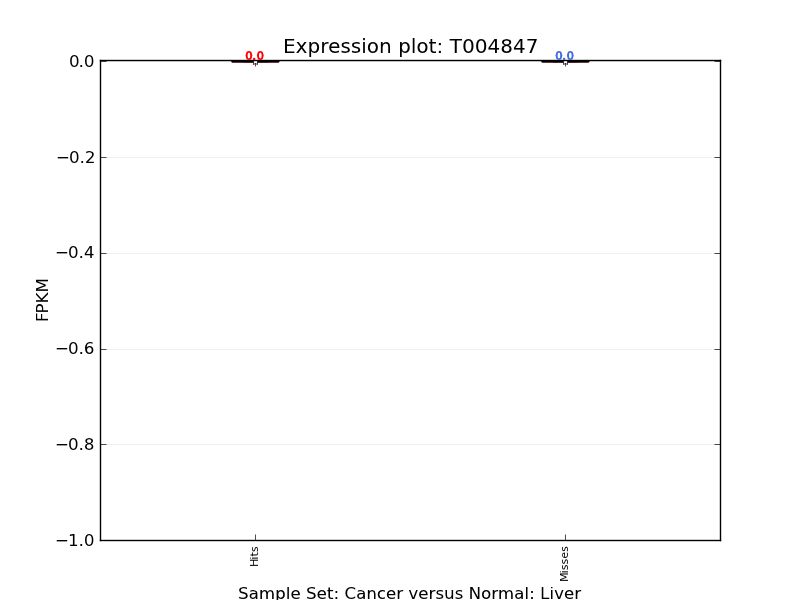 Expression plot: T004847
0.0
0.0
0.0
−0.2
−0.4
−0.6
−0.8
−1.0
FPKM
Hits
Misses
Sample Set: Cancer versus Normal: Liver